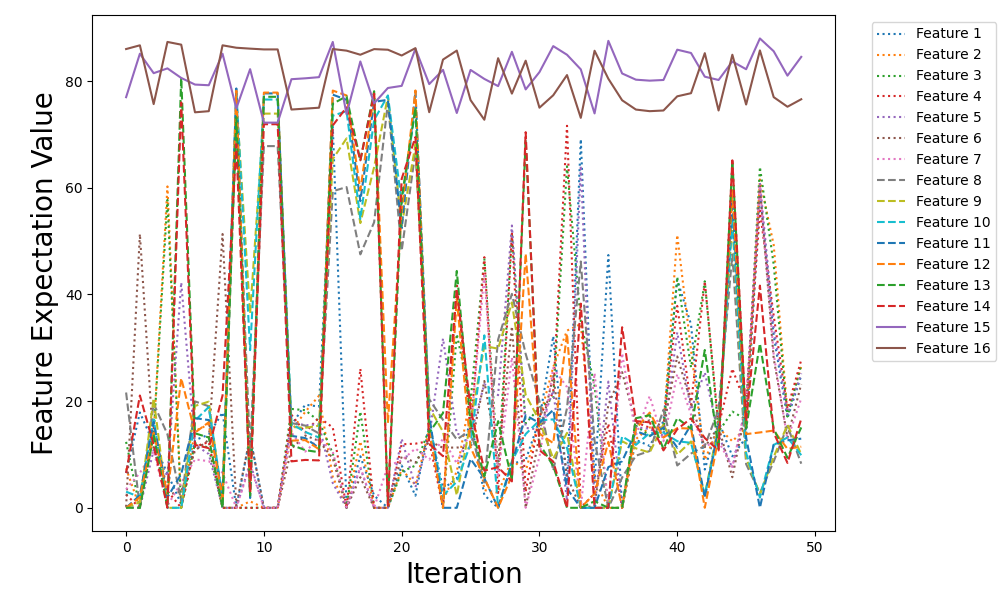 Feature Expectation Value
80
60
40
20
0
0
10
20
30
40
50
Iteration
Feature 1
Feature 2
Feature 3
Feature 4
Feature 5
Feature 6
Feature 7
Feature 8
Feature 9
Feature 10
Feature 11
Feature 12
Feature 13
Feature 14
Feature 15
Feature 16